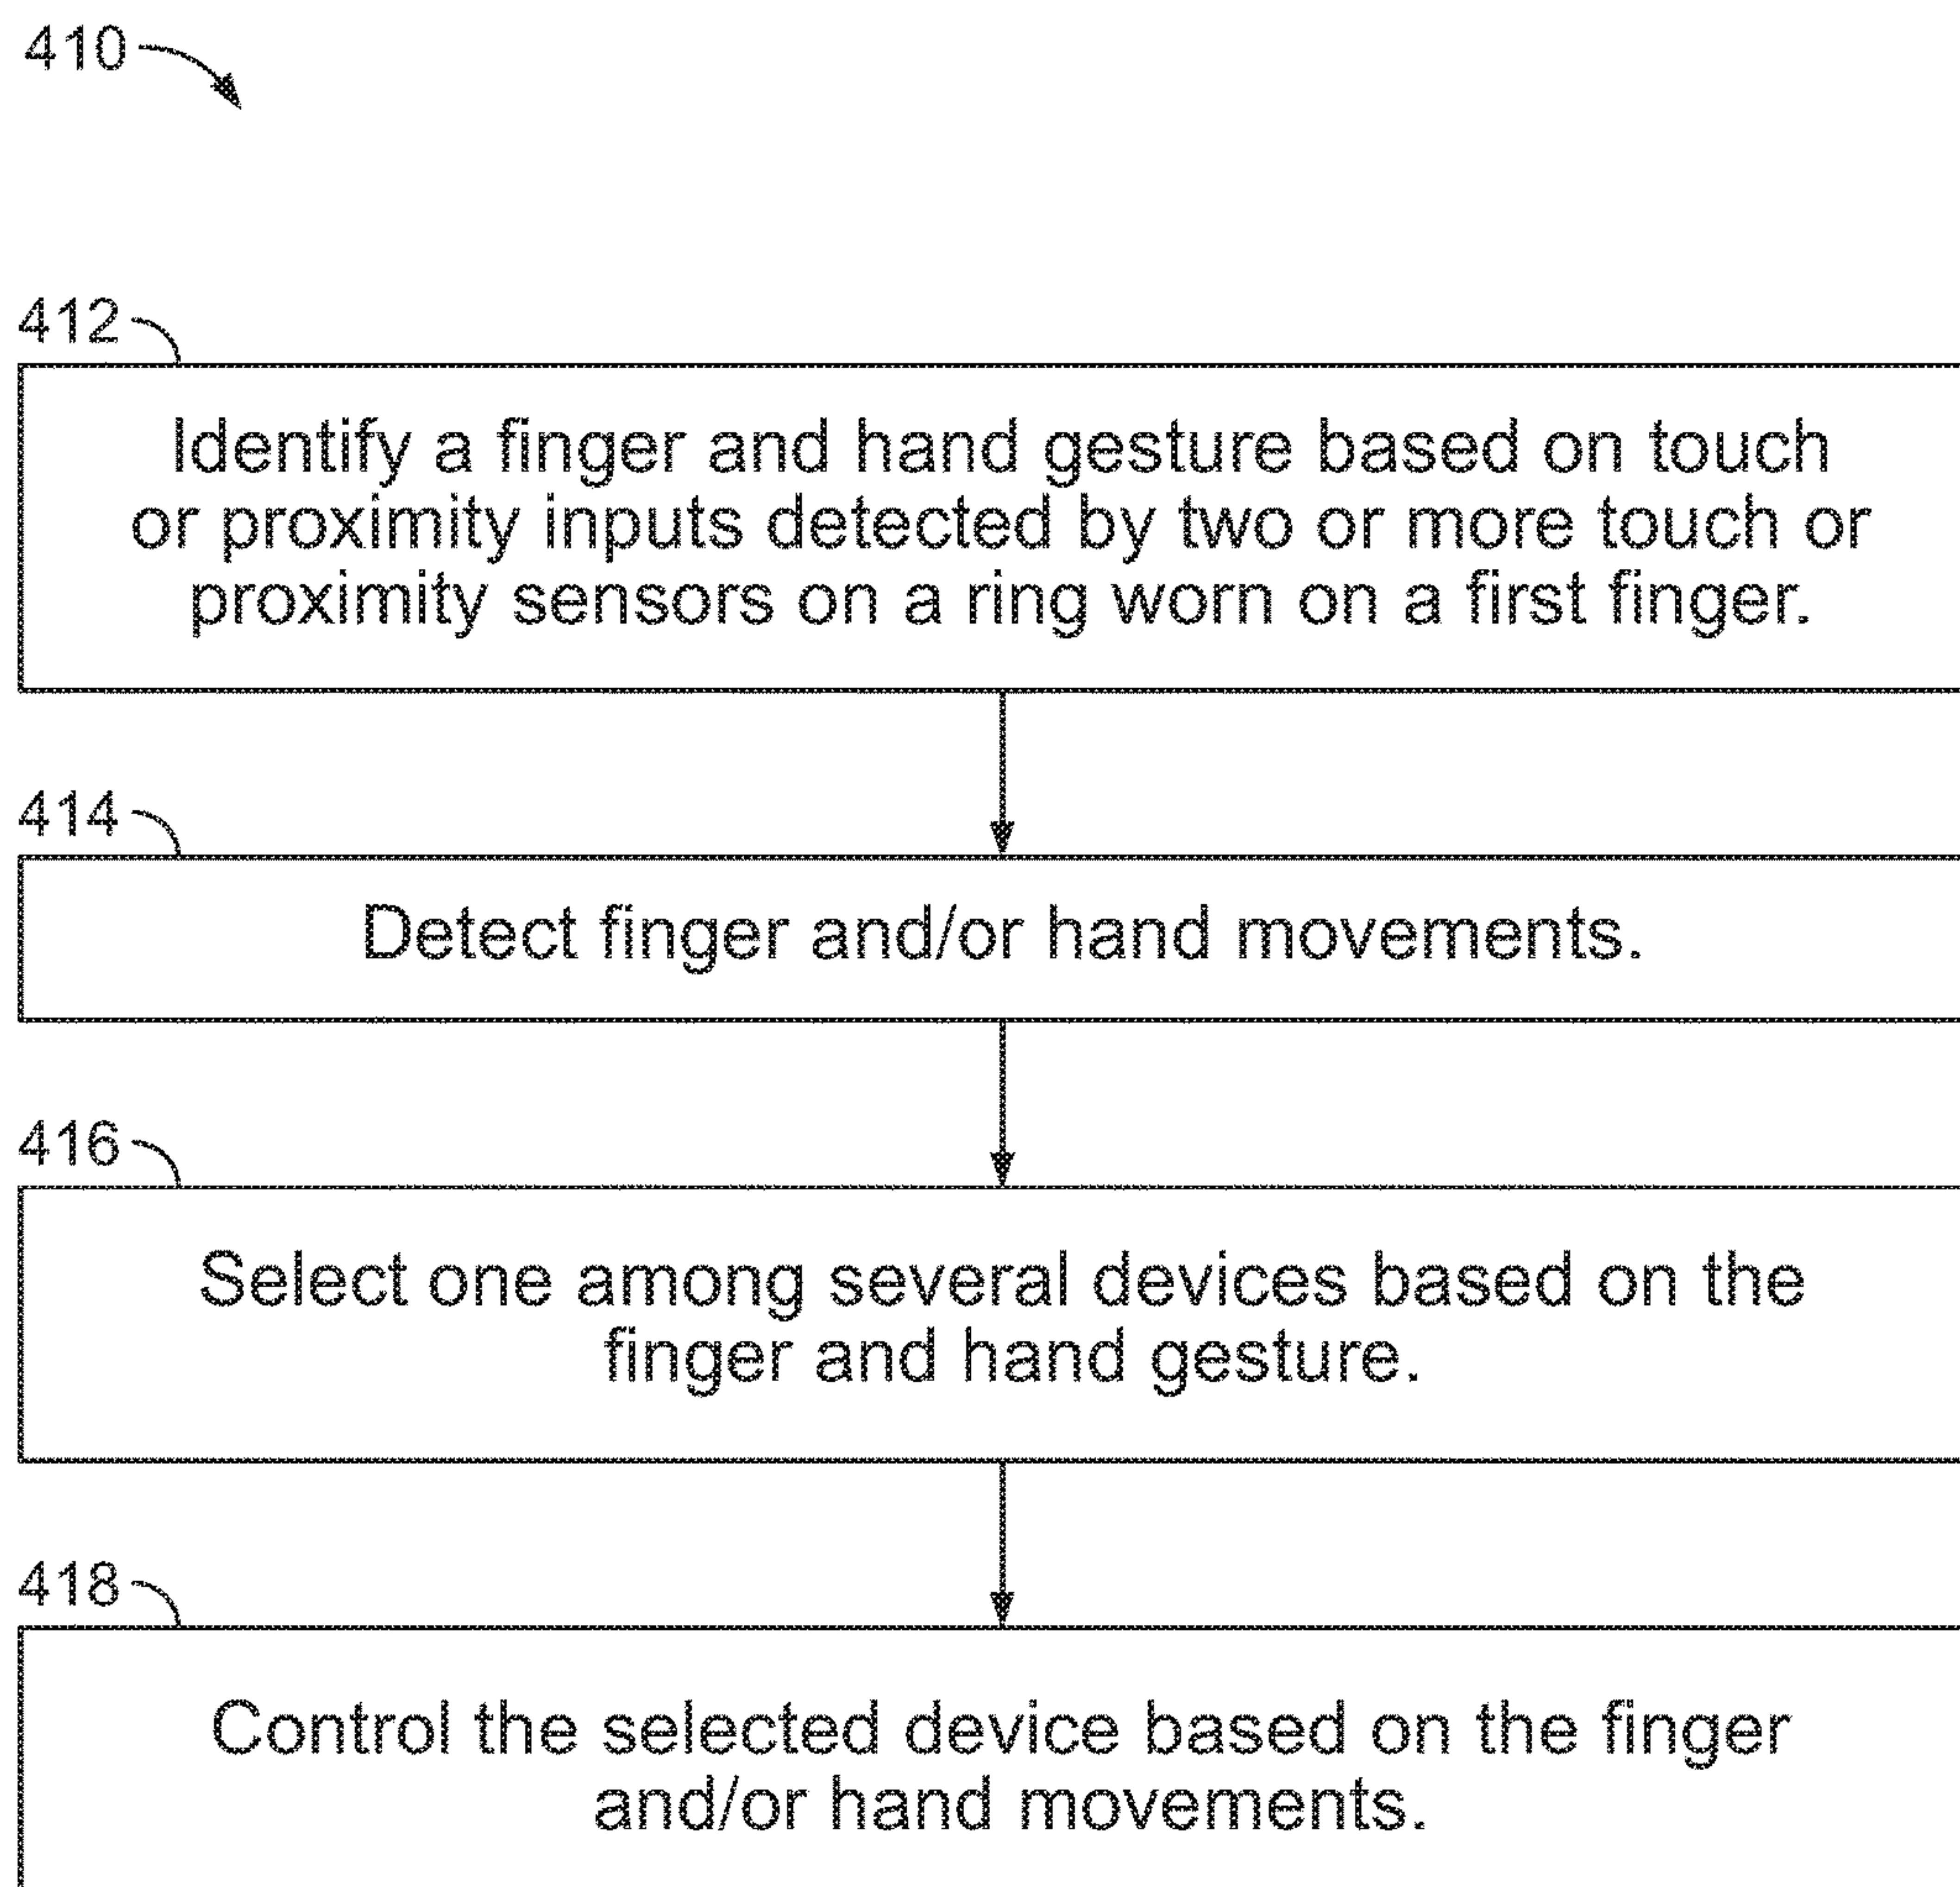 410
412
Identify a finger and hand gesture based on touch
or proximity inputs detected by two or more touch or
proximity sensors on a ring worn on a first finger.
414
Detect finger and/or hand movements.
416
Select one among several devices based on the
finger and hand gesture.
418
Control the selected device based on the finger
and/or hand movements.